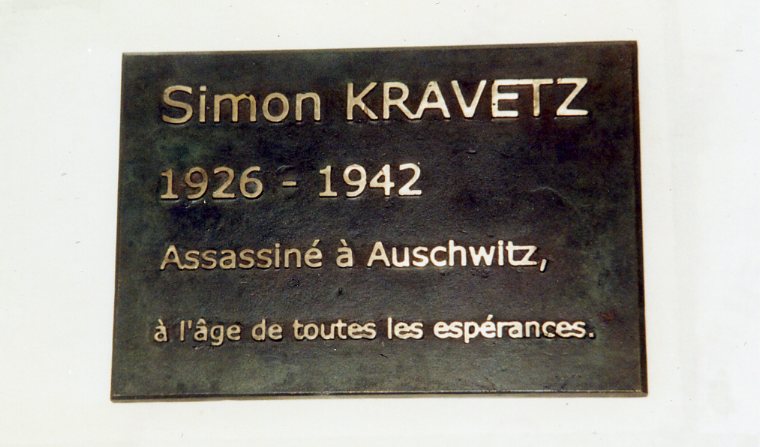 Simon KRAVETZ
1926 - 1942
Assassiné à Auschwitz,
à l'âge de toutes les espérances.